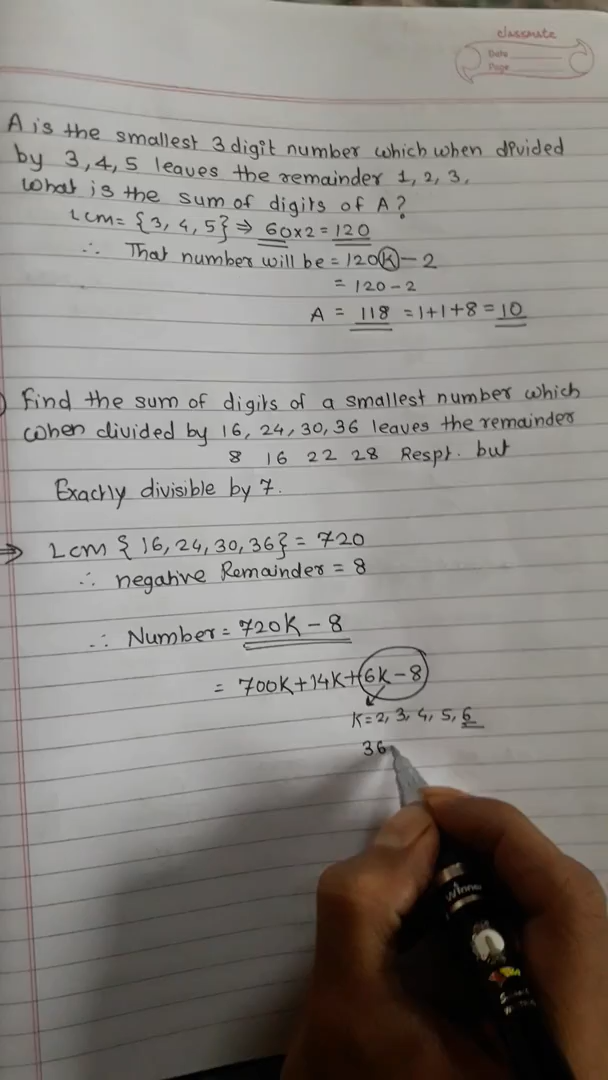 classmate
Date
Page
A is the smallest 3 digit number which when divided
by 3, 4, 5 leaves the remainder 1, 2, 3.
What is the sum of digits of A?
Lcm = {3, 4, 5} ⇒ 60×2 = 120
∴ That number will be = 120K - 2
= 120 - 2
A = 118 = 1+1+8 = 10
Find the sum of digits of a smallest number which
when divided by 16, 24, 30, 36 leaves the remainder
8 16 22 28 Respt. but
Exactly divisible by 7.
⇒ Lcm {16, 24, 30, 36} = 720
∴ negative Remainder = 8
∴ Number = 720K - 8
= 700K + 14K + 6K - 8
K = 2, 3, 4, 5, 6
36
Winner